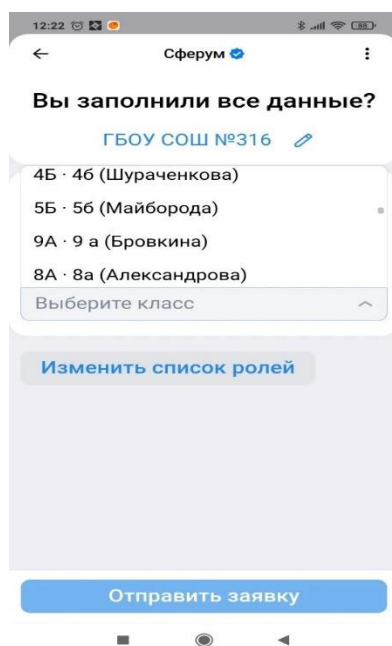 12:22
88
Сферум
Вы заполнили все данные?
ГБОУ СОШ №316
4Б · 4б (Шураченкова)
5Б · 5б (Майборода)
9А · 9 а (Бровкина)
8А · 8а (Александрова)
Выберите класс
Изменить список ролей
Отправить заявку